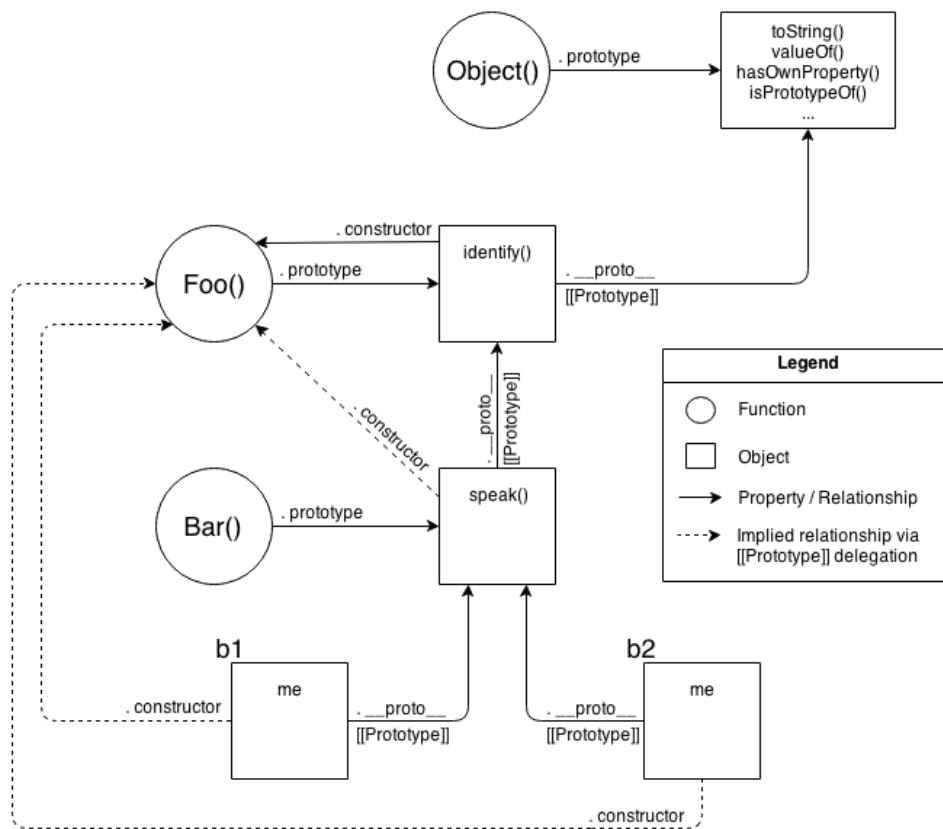 toString()
valueOf()
hasOwnProperty()
isPrototypeOf()
...
Object()
. prototype
. constructor
identify()
Foo()
. prototype
. __proto__
[[Prototype]]
. __proto__
[[Prototype]]
. constructor
Legend
Function
Object
Property / Relationship
Implied relationship via
[[Prototype]] delegation
speak()
Bar()
. prototype
b1
me
. constructor
. __proto__
[[Prototype]]
b2
me
. __proto__
[[Prototype]]
. constructor